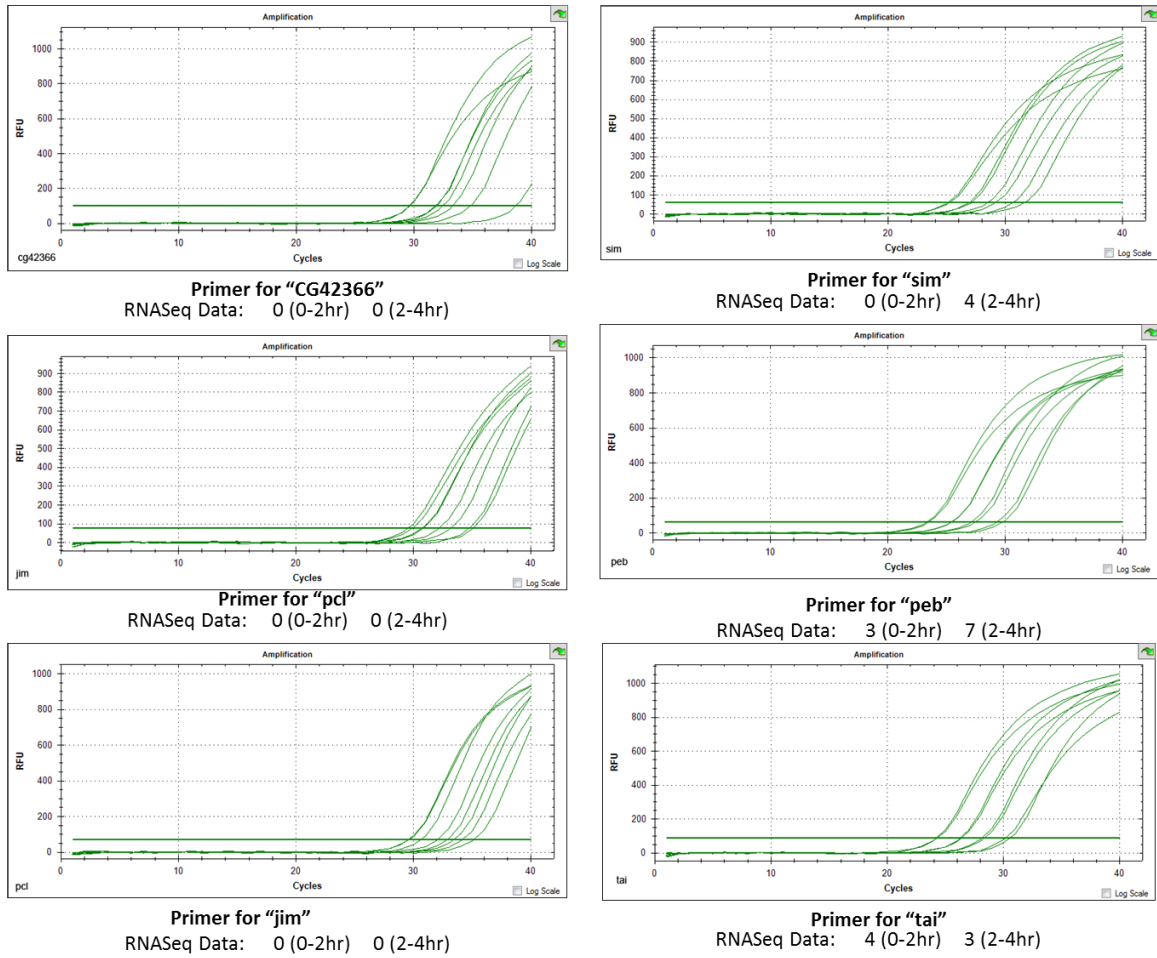 Amplification
RFU
1000
800
600
400
200
0
0 10 20 30 40
Cycles
cg42366
Log Scale
Primer for “CG42366”
RNASeq Data: 0 (0-2hr) 0 (2-4hr)
Amplification
RFU
900
800
700
600
500
400
300
200
100
0
0 10 20 30 40
Cycles
sim
Log Scale
Primer for “sim”
RNASeq Data: 0 (0-2hr) 4 (2-4hr)
Amplification
RFU
900
800
700
600
500
400
300
200
100
0
0 10 20 30 40
Cycles
jim
Log Scale
Primer for “pcl”
RNASeq Data: 0 (0-2hr) 0 (2-4hr)
Amplification
RFU
1000
800
600
400
200
0
0 10 20 30 40
Cycles
peb
Log Scale
Primer for “peb”
RNASeq Data: 3 (0-2hr) 7 (2-4hr)
Amplification
RFU
1000
800
600
400
200
0
0 10 20 30 40
Cycles
pcl
Log Scale
Primer for “jim”
RNASeq Data: 0 (0-2hr) 0 (2-4hr)
Amplification
RFU
1000
800
600
400
200
0
0 10 20 30 40
Cycles
tai
Log Scale
Primer for “tai”
RNASeq Data: 4 (0-2hr) 3 (2-4hr)